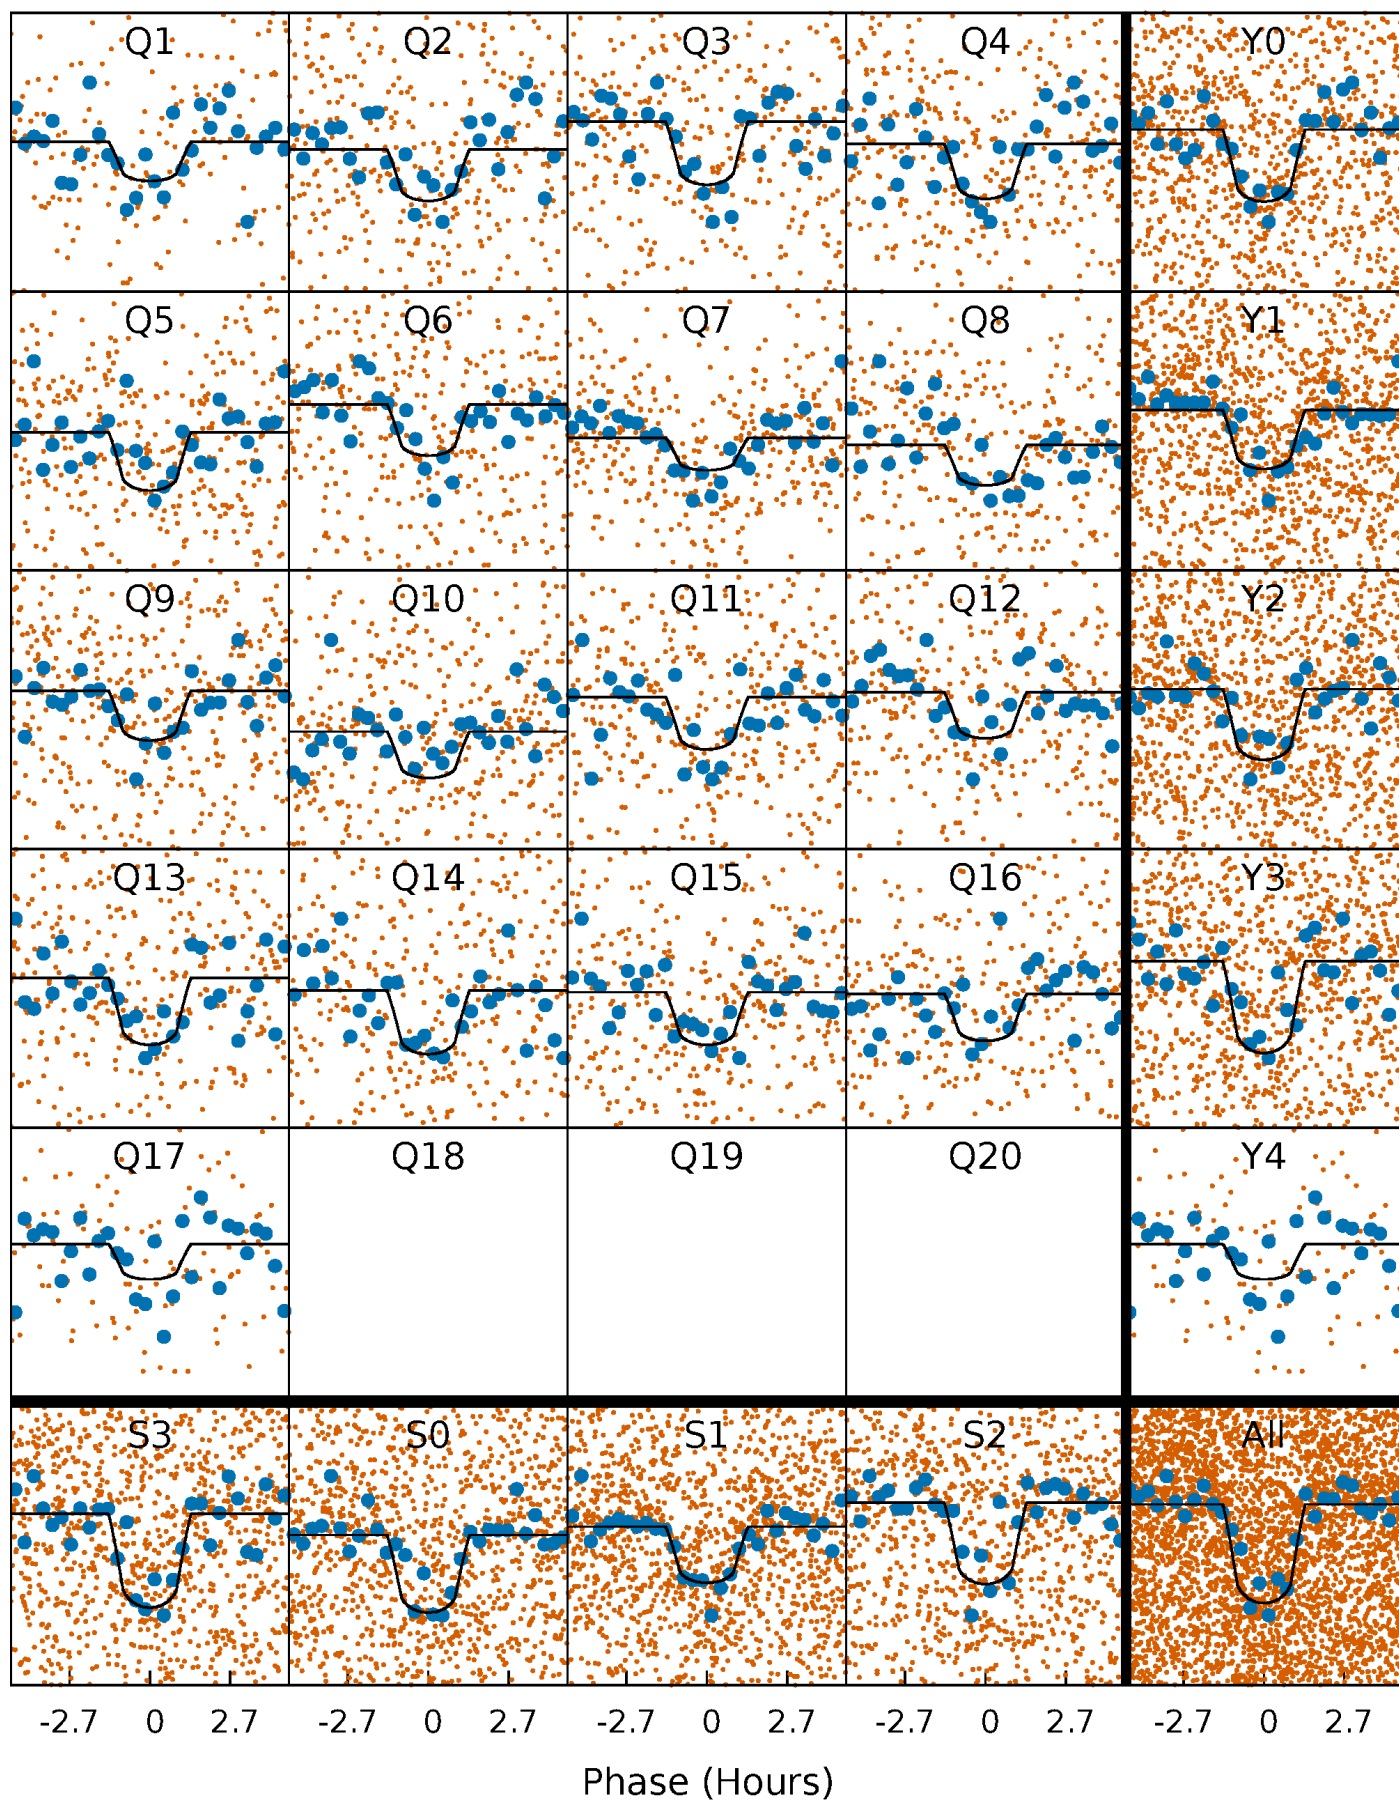 Q1 Q2 Q3 Q4 Y0
Q5 Q6 Q7 Q8 Y1
Q9 Q10 Q11 Q12 Y2
Q13 Q14 Q15 Q16 Y3
Q17 Q18 Q19 Q20 Y4
S3 S0 S1 S2 All
-2.7 0 2.7 -2.7 0 2.7 -2.7 0 2.7 -2.7 0 2.7 -2.7 0 2.7
Phase (Hours)